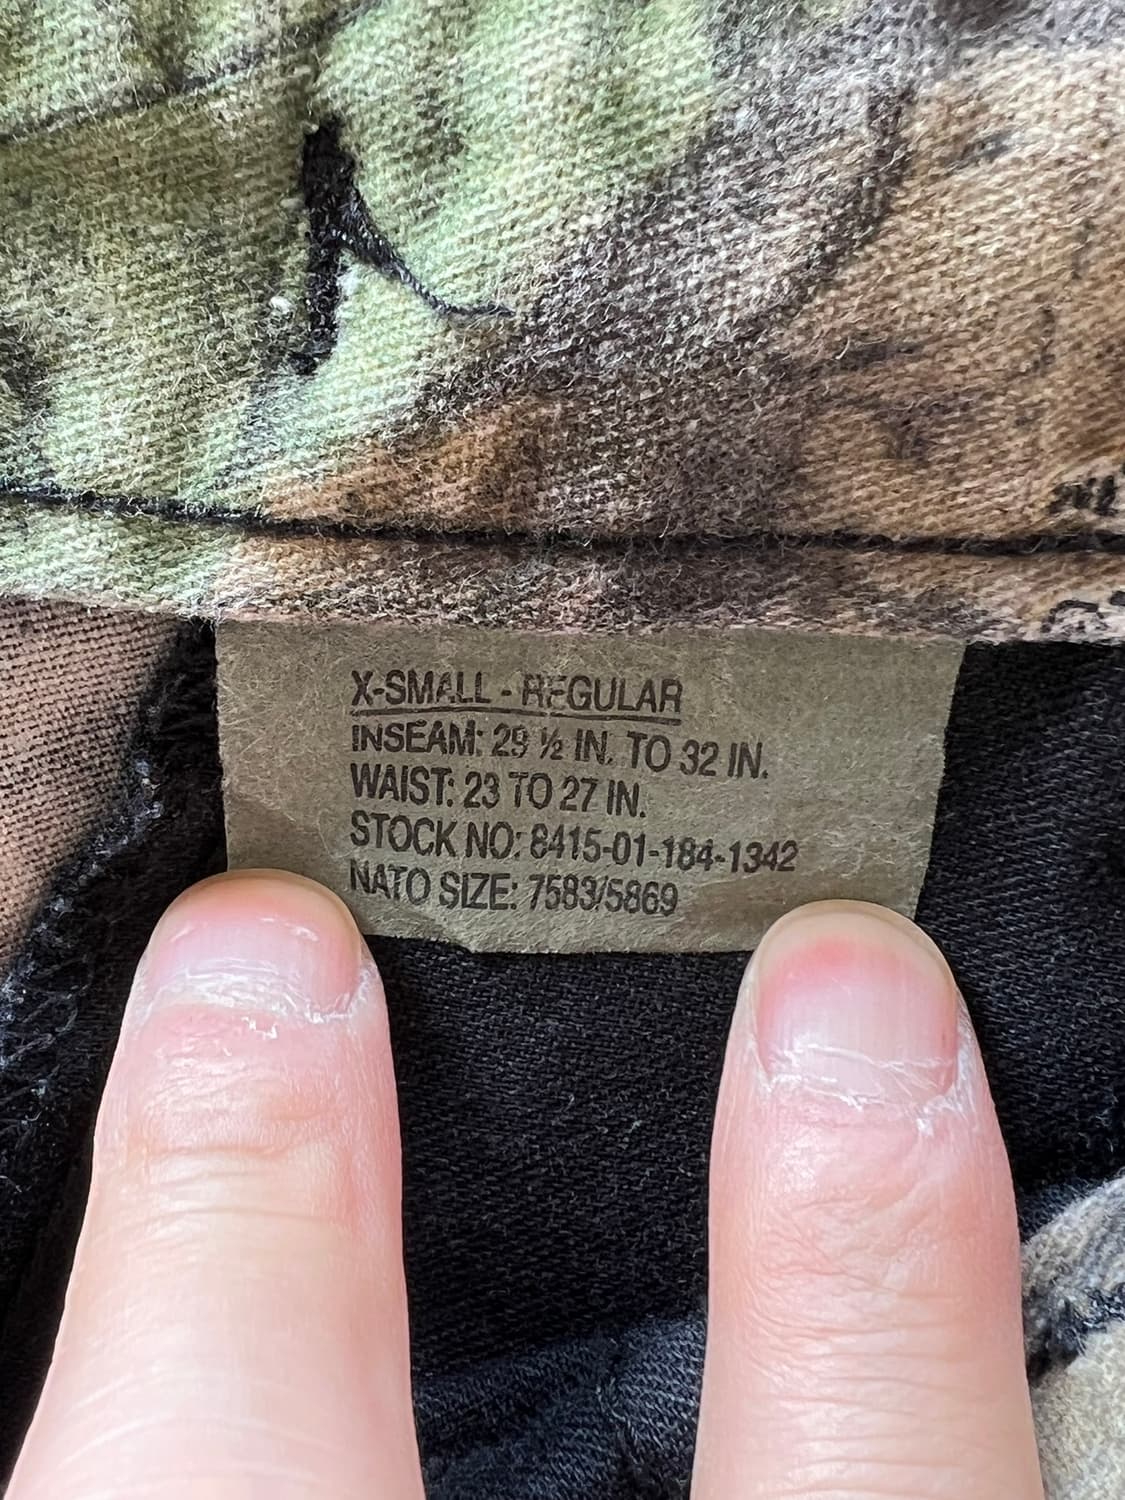 X-SMALL - REGULAR
INSEAM: 29 ½ IN. TO 32 IN.
WAIST: 23 TO 27 IN.
STOCK NO: 8415-01-184-1342
NATO SIZE: 7583/5869